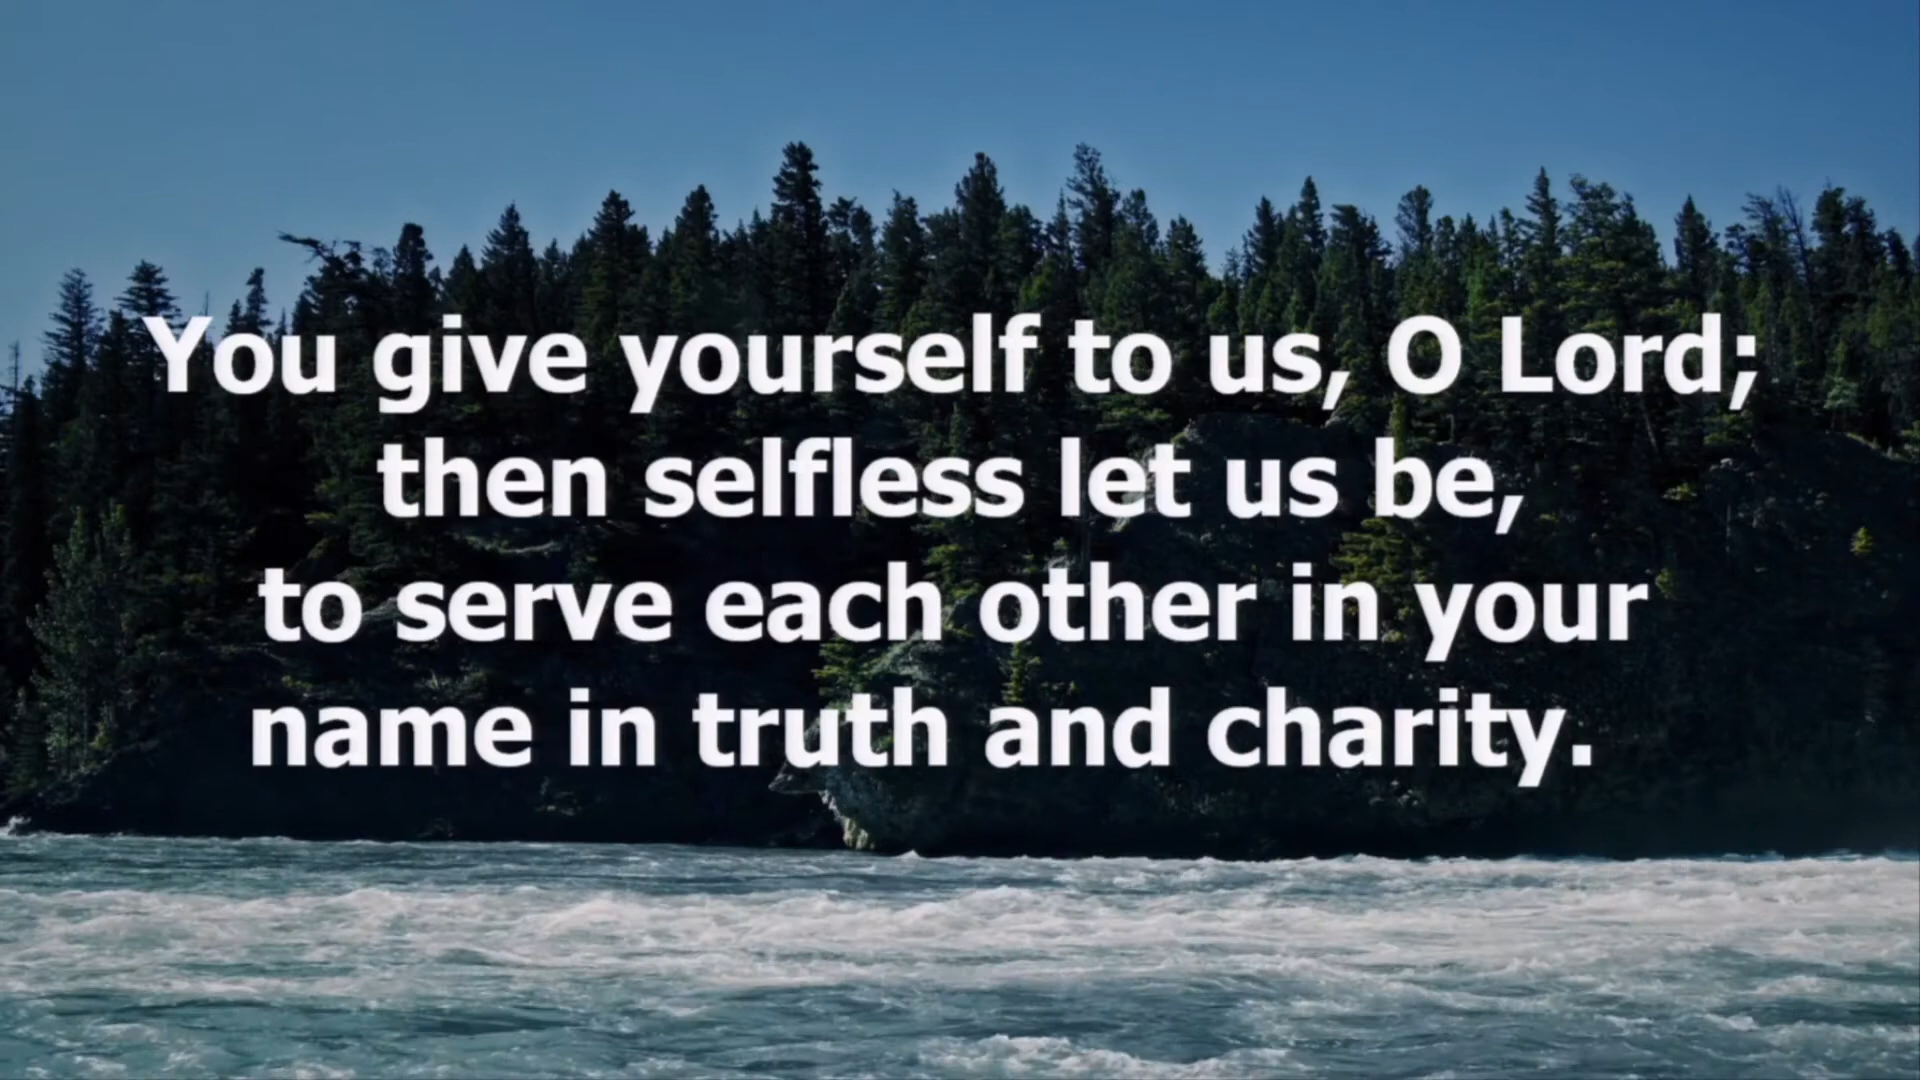 You give yourself to us, O Lord;
then selfless let us be,
to serve each other in your
name in truth and charity.